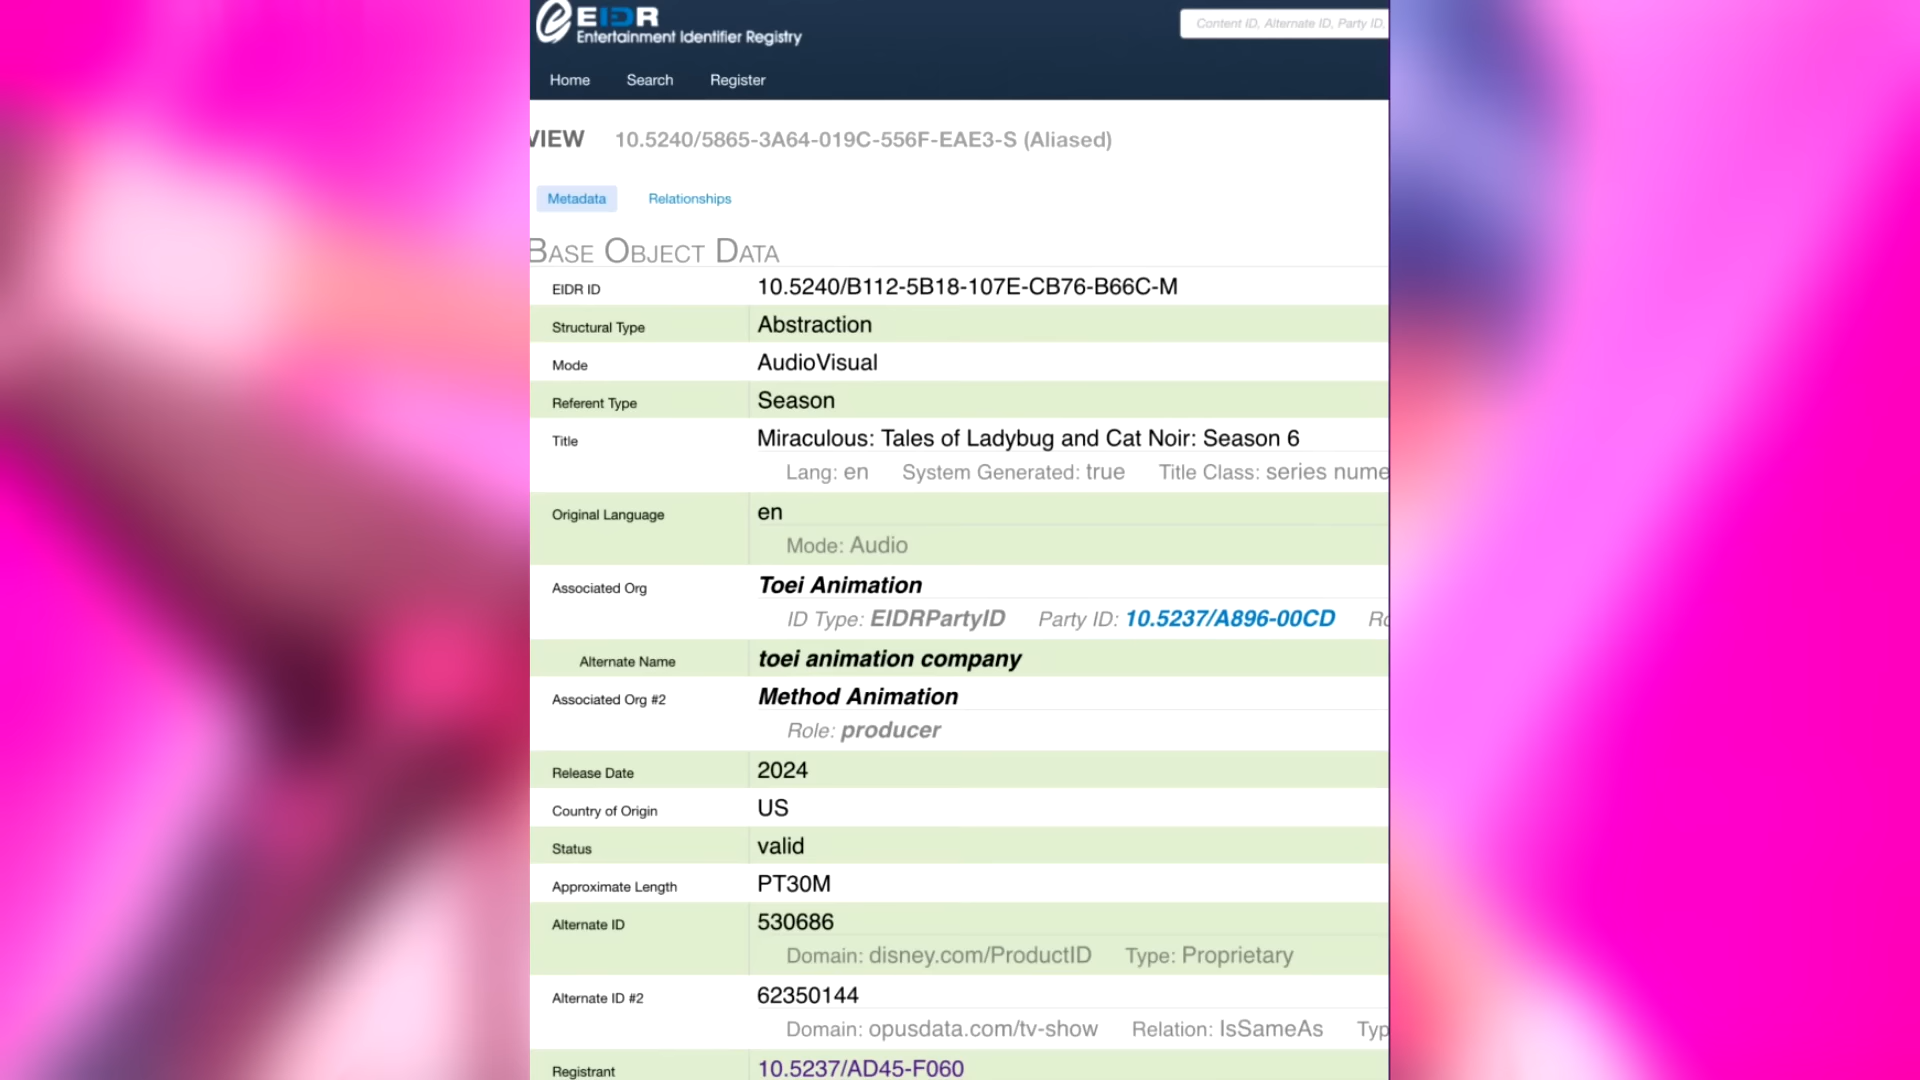 EIDR
Entertainment Identifier Registry
Content ID, Alternate ID, Party ID,
Home Search Register
VIEW 10.5240/5865-3A64-019C-556F-EAE3-S (Aliased)
Metadata Relationships
BASE OBJECT DATA
EIDR ID 10.5240/B112-5B18-107E-CB76-B66C-M
Structural Type Abstraction
Mode AudioVisual
Referent Type Season
Title Miraculous: Tales of Ladybug and Cat Noir: Season 6
Lang: en System Generated: true Title Class: series nume
Original Language en
Mode: Audio
Associated Org Toei Animation
ID Type: EIDRPartyID Party ID: 10.5237/A896-00CD Ro
Alternate Name toei animation company
Associated Org #2 Method Animation
Role: producer
Release Date 2024
Country of Origin US
Status valid
Approximate Length PT30M
Alternate ID 530686
Domain: disney.com/ProductID Type: Proprietary
Alternate ID #2 62350144
Domain: opusdata.com/tv-show Relation: IsSameAs Typ
Registrant 10.5237/AD45-F060